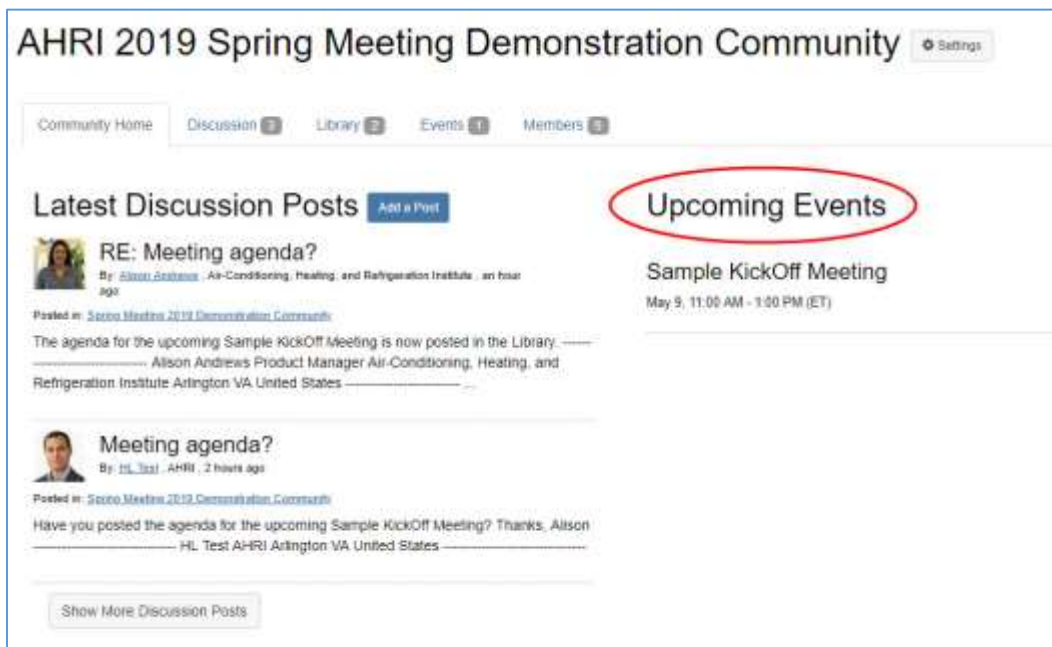 AHRI 2019 Spring Meeting Demonstration Community Settings
Community Home Discussion 3 Library 2 Events 1 Members 5
Latest Discussion Posts Add a Post
RE: Meeting agenda?
By: Alison Andrews , Air-Conditioning, Heating, and Refrigeration Institute , an hour
ago
Posted in: Spring Meeting 2019 Demonstration Community
The agenda for the upcoming Sample KickOff Meeting is now posted in the Library. ------
------------------------ Alison Andrews Product Manager Air-Conditioning, Heating, and
Refrigeration Institute Arlington VA United States ------------------------ ...
Meeting agenda?
By: HL Test , AHRI , 2 hours ago
Posted in: Spring Meeting 2019 Demonstration Community
Have you posted the agenda for the upcoming Sample KickOff Meeting? Thanks, Alison
------------------------------ HL Test AHRI Arlington VA United States ------------------------------
Show More Discussion Posts
Upcoming Events
Sample KickOff Meeting
May 9, 11:00 AM - 1:00 PM (ET)